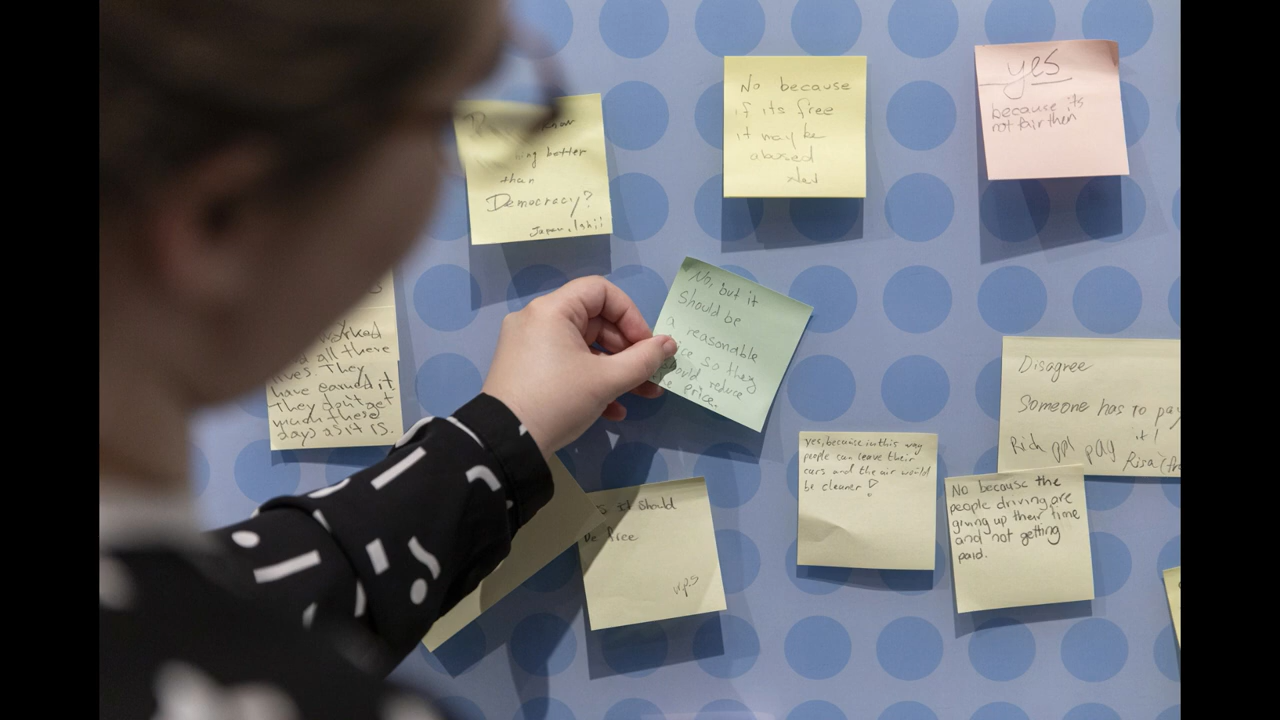 know
better
than
Democracy?
Japan, Ishii
No because
if its free
it may be
abused
yes
because its
not fair then
No, but it
Should be
a reasonable
so they
should reduce
price.
worked
all there
lives They
have earned it
They don't get
much these
days as it is.
Disagree
Someone has to pay
it!
Rich ppl pay
Risa
yes, because in this way
people can leave their
cars and the air would
be cleaner!
No because the
people driving are
giving up their time
and not getting
paid.
it should
free